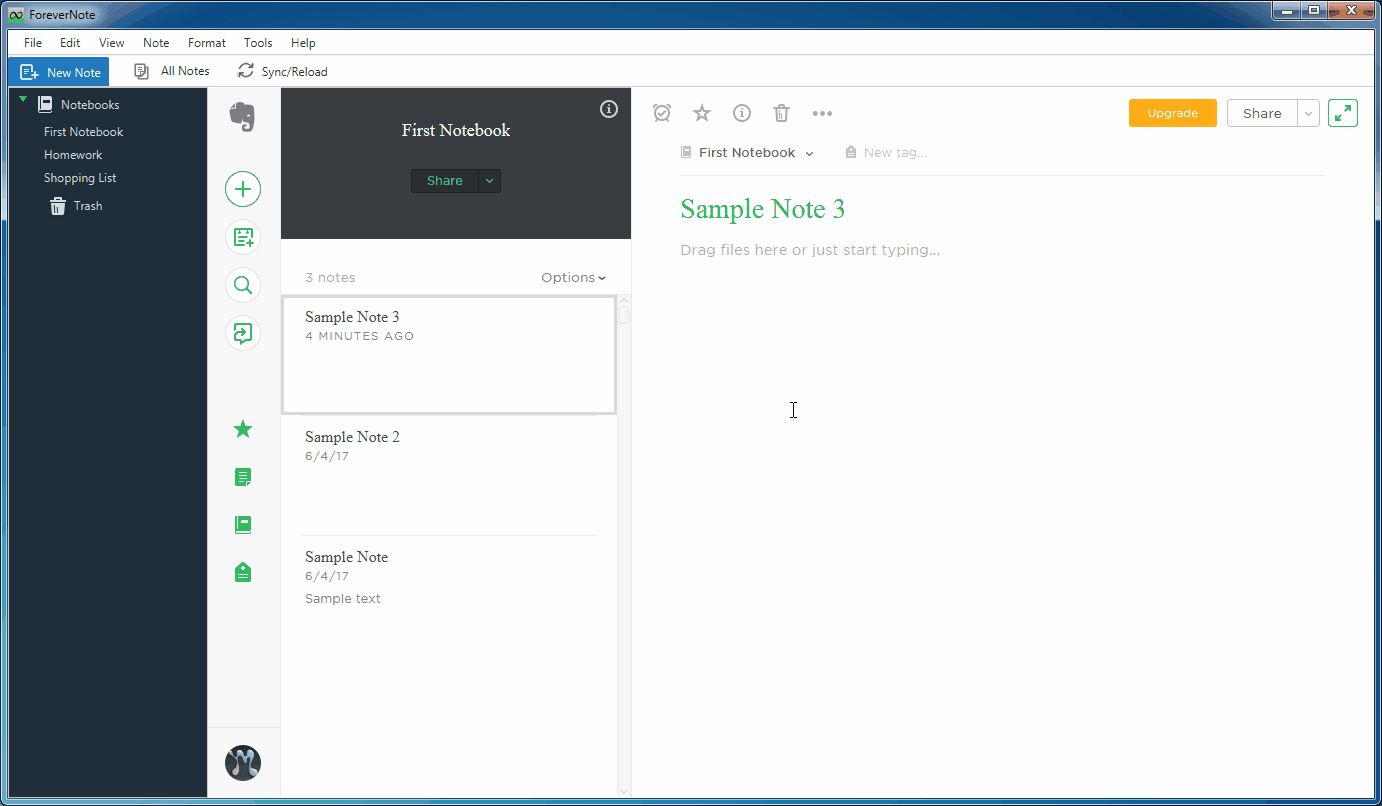 ForeverNote
File Edit View Note Format Tools Help
New Note All Notes Sync/Reload
Notebooks
First Notebook
Homework
Shopping List
Trash
First Notebook
Share
3 notes Options
Sample Note 3
4 MINUTES AGO
Sample Note 2
6/4/17
Sample Note
6/4/17
Sample text
Upgrade Share
First Notebook New tag...
Sample Note 3
Drag files here or just start typing...